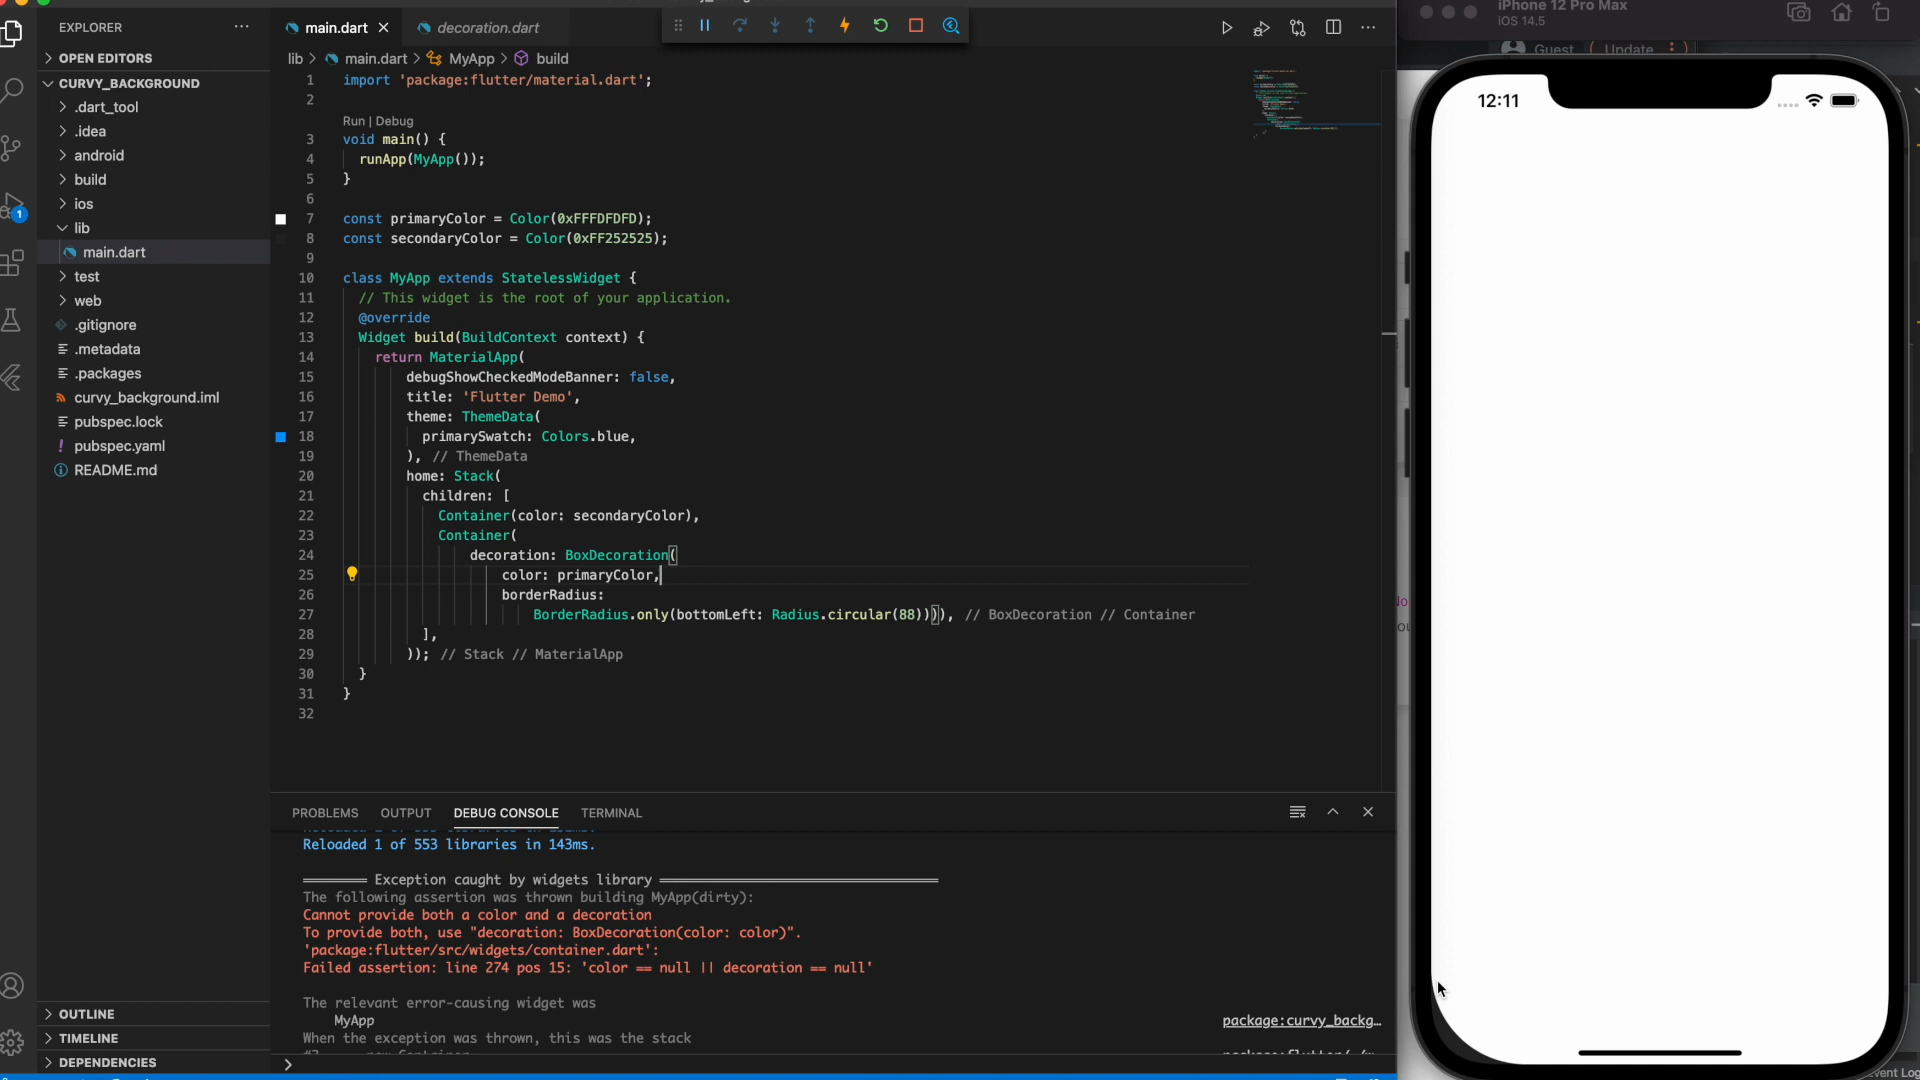 EXPLORER
OPEN EDITORS
CURVY_BACKGROUND
.dart_tool
.idea
android
build
ios
lib
main.dart
test
web
.gitignore
.metadata
.packages
curvy_background.iml
pubspec.lock
pubspec.yaml
README.md
OUTLINE
TIMELINE
DEPENDENCIES
1
main.dart
decoration.dart
lib > main.dart > MyApp > build
1 import 'package:flutter/material.dart';
2
Run | Debug
3 void main() {
4 runApp(MyApp());
5 }
6
7 const primaryColor = Color(0xFFFDFDFD);
8 const secondaryColor = Color(0xFF252525);
9
10 class MyApp extends StatelessWidget {
11 // This widget is the root of your application.
12 @override
13 Widget build(BuildContext context) {
14 return MaterialApp(
15 debugShowCheckedModeBanner: false,
16 title: 'Flutter Demo',
17 theme: ThemeData(
18 primarySwatch: Colors.blue,
19 ), // ThemeData
20 home: Stack(
21 children: [
22 Container(color: secondaryColor),
23 Container(
24 decoration: BoxDecoration(
25 color: primaryColor,
26 borderRadius:
27 BorderRadius.only(bottomLeft: Radius.circular(88)))), // BoxDecoration // Container
28 ],
29 )); // Stack // MaterialApp
30 }
31 }
32
PROBLEMS OUTPUT DEBUG CONSOLE TERMINAL
Reloaded 1 of 553 libraries in 143ms.
════════ Exception caught by widgets library ═══════════════════════════════════
The following assertion was thrown building MyApp(dirty):
Cannot provide both a color and a decoration
To provide both, use "decoration: BoxDecoration(color: color)".
'package:flutter/src/widgets/container.dart':
Failed assertion: line 274 pos 15: 'color == null || decoration == null'
The relevant error-causing widget was
MyApp
package:curvy_backg…
When the exception was thrown, this was the stack
iPhone 12 Pro Max
iOS 14.5
Guest
Update
12:11